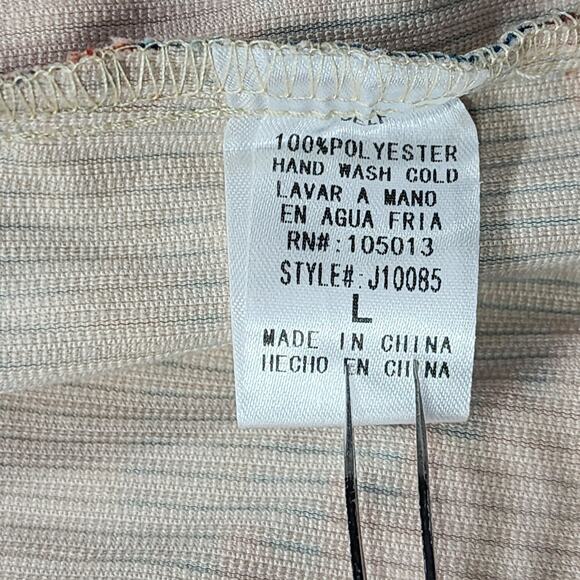 100%POLYESTER
HAND WASH COLD
LAVAR A MANO
EN AGUA FRIA
RN#:105013
STYLE#:J10085
L
MADE IN CHINA
HECHO EN CHINA